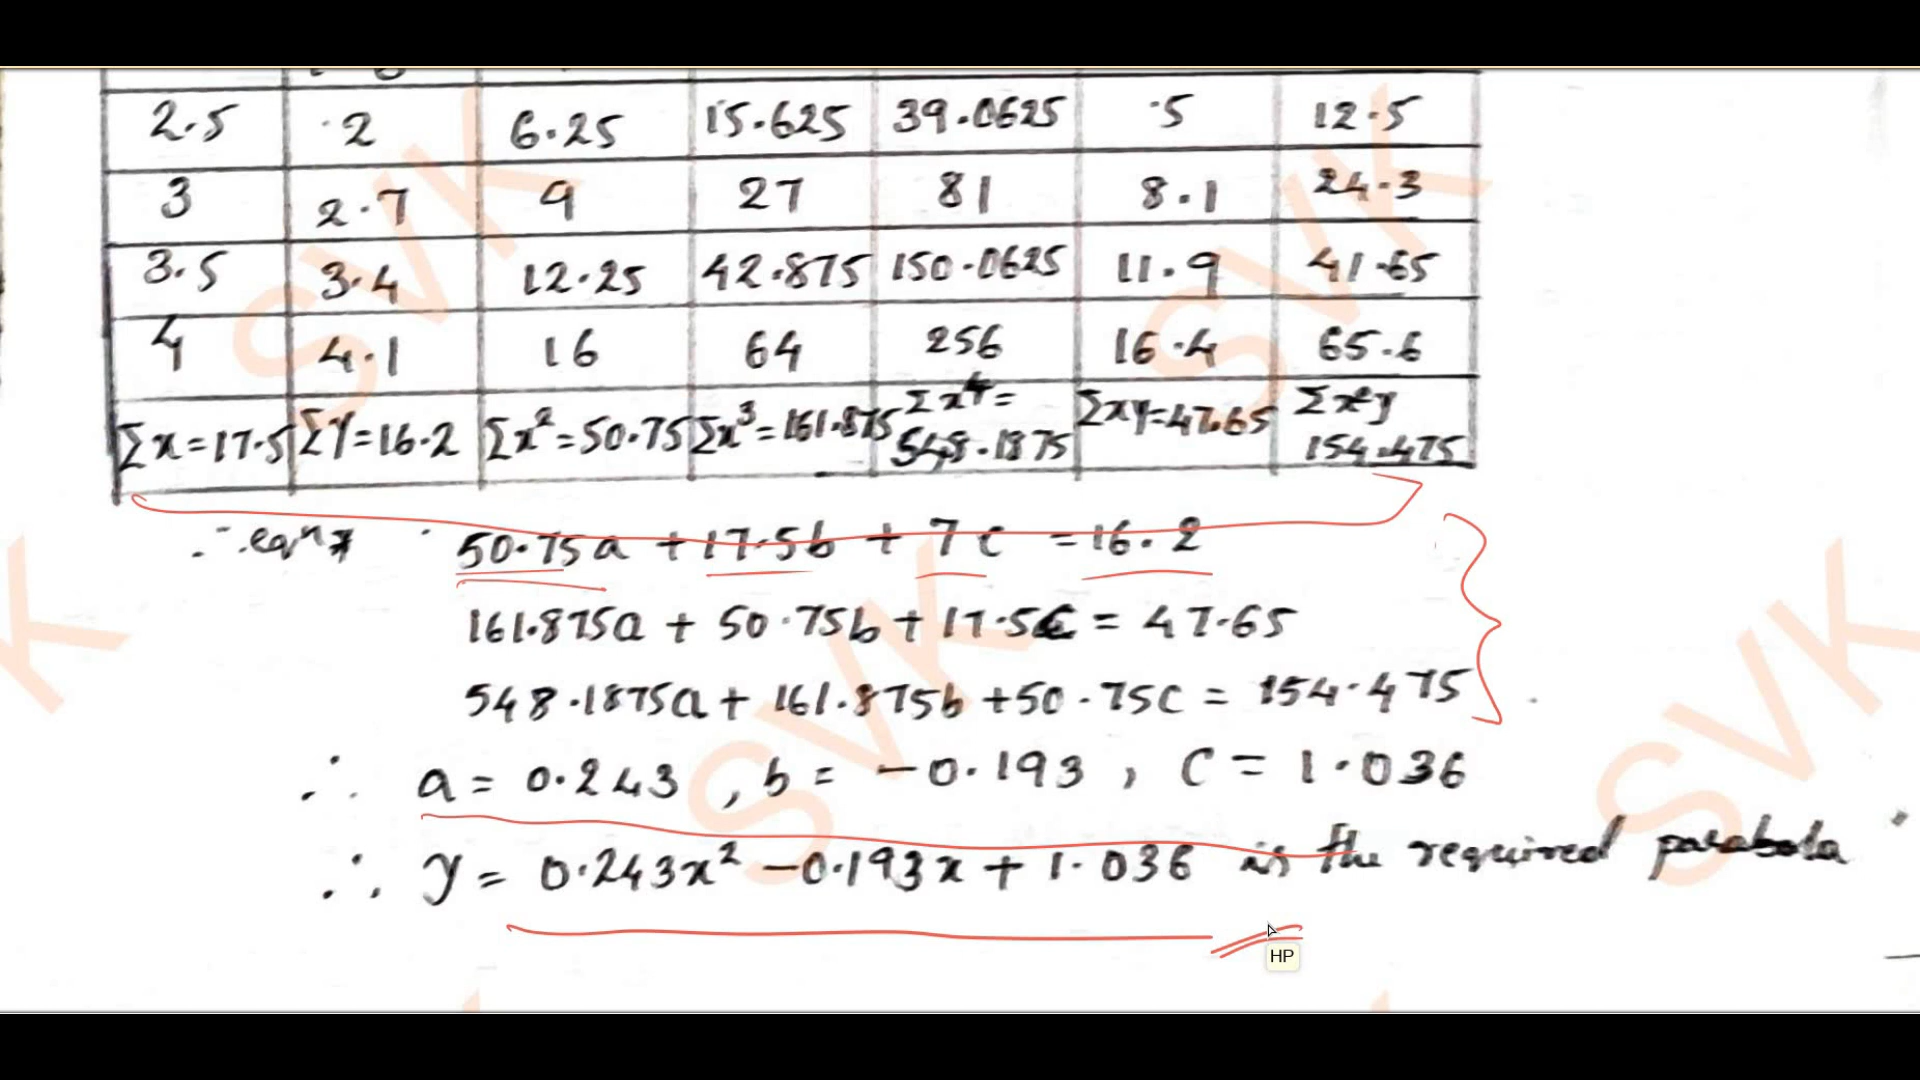 2.5 2 6.25 15.625 39.0625 5 12.5
3 2.7 9 27 81 8.1 24.3
3.5 3.4 12.25 42.875 150.0625 11.9 41.65
4 4.1 16 64 256 16.4 65.6
Σx=17.5 ΣY=16.2 Σx²=50.75 Σx³=161.875 Σx⁴=548.1875 Σxy=47.65 Σx²y 154.475
∴ eqns 50.75a + 17.5b + 7c = 16.2
161.875a + 50.75b + 17.5c = 47.65
548.1875a + 161.875b + 50.75c = 154.475
∴ a = 0.243, b = -0.193, c = 1.036
∴ y = 0.243x² - 0.193x + 1.036 is the required parabola
HP
SVK
SVK
SVK
SVK